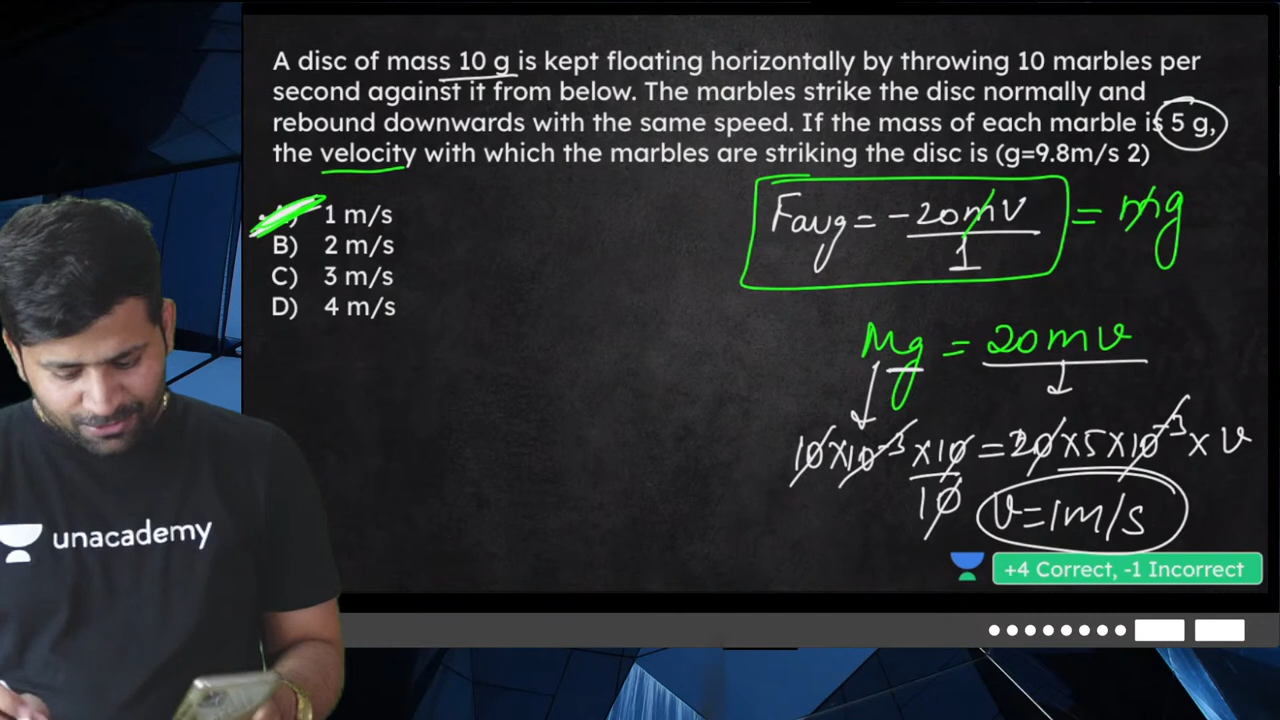 A disc of mass 10 g is kept floating horizontally by throwing 10 marbles per
second against it from below. The marbles strike the disc normally and
rebound downwards with the same speed. If the mass of each marble is 5 g,
the velocity with which the marbles are striking the disc is (g=9.8m/s 2)
1 m/s
B) 2 m/s
C) 3 m/s
D) 4 m/s
Favg = -20mv/1 = mg
Mg = 20mv
10×10⁻³×10 = 20×5×10⁻³×v
10
v=1m/s
unacademy
+4 Correct, -1 Incorrect